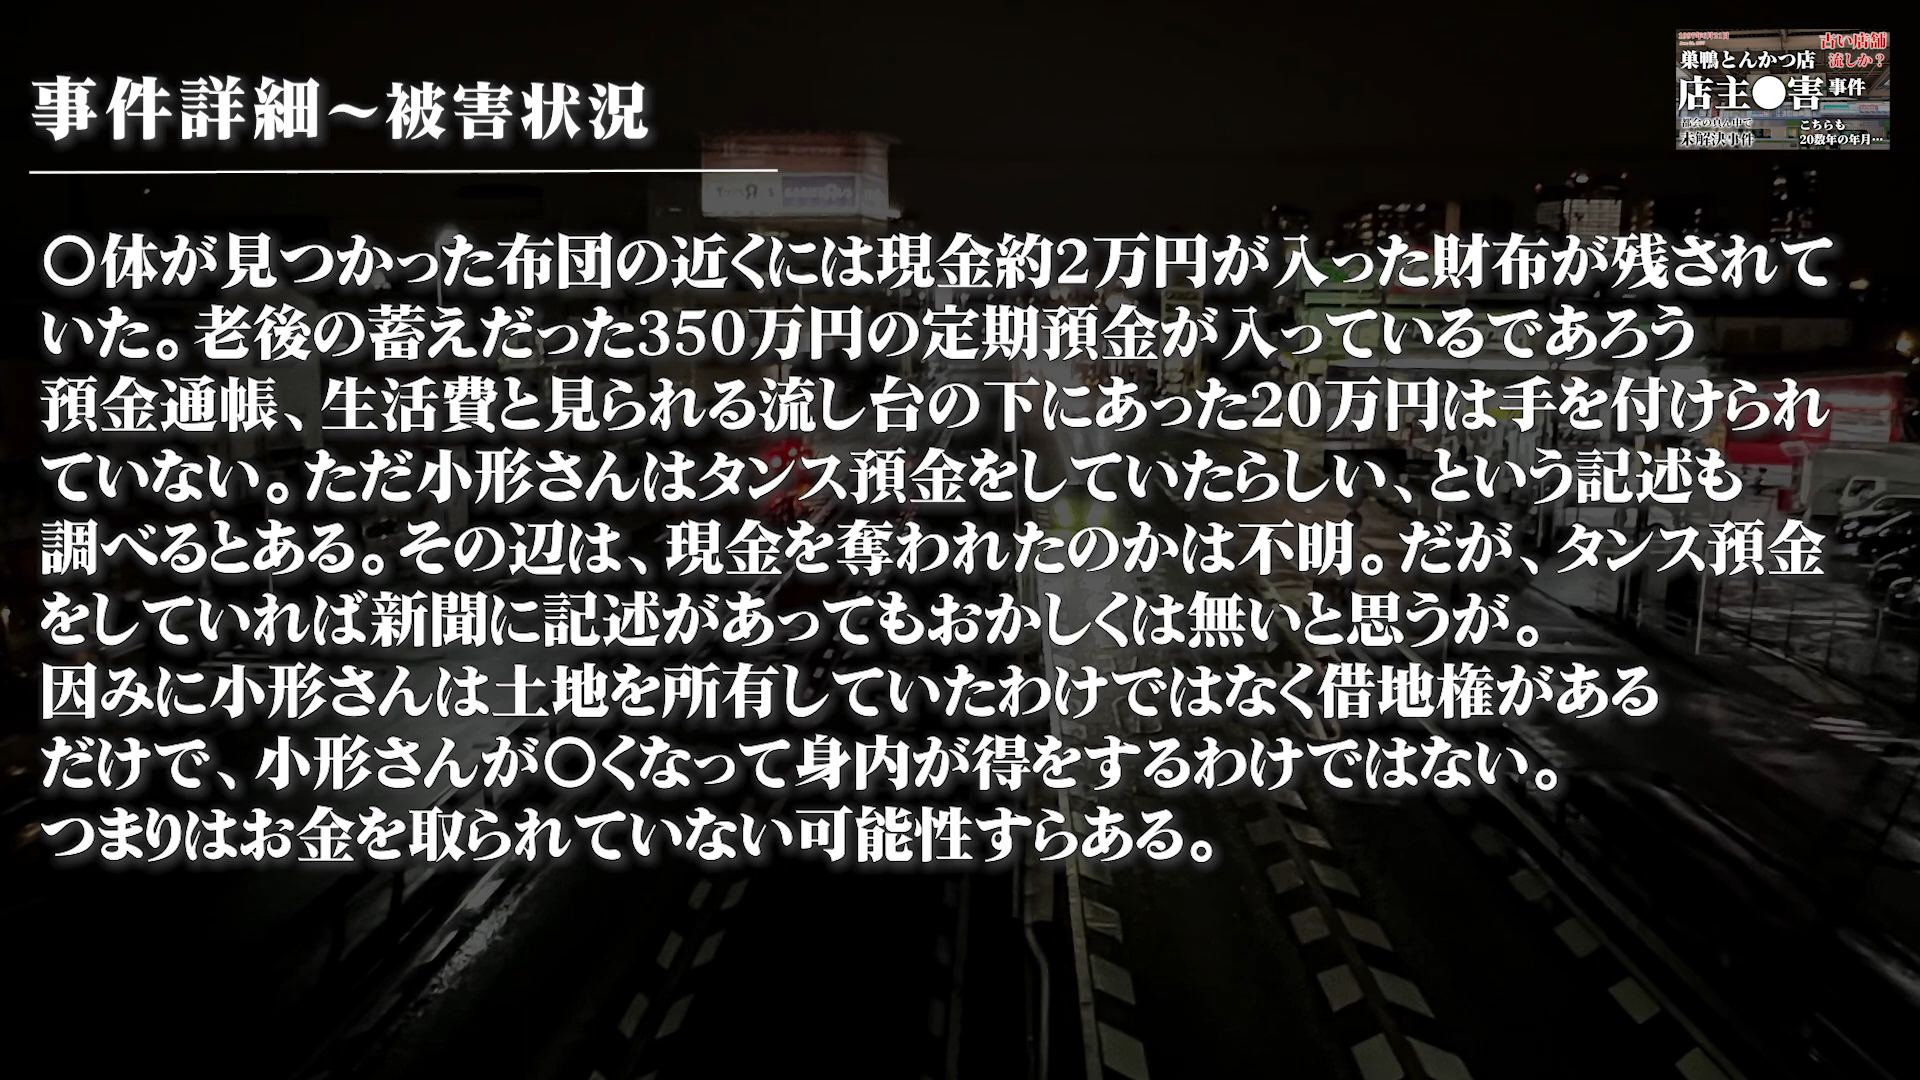 事件詳細～被害状況
古い店舗
巣鴨とんかつ店
流しか？
店主●害事件
都会の真ん中で
こちらも
未解決事件
20数年の年月…
〇体が見つかった布団の近くには現金約2万円が入った財布が残されて
いた。老後の蓄えだった350万円の定期預金が入っているであろう
預金通帳、生活費と見られる流し台の下にあった20万円は手を付けられ
ていない。ただ小形さんはタンス預金をしていたらしい、という記述も
調べるとある。その辺は、現金を奪われたのかは不明。だが、タンス預金
をしていれば新聞に記述があってもおかしくは無いと思うが。
因みに小形さんは土地を所有していたわけではなく借地権がある
だけで、小形さんが〇くなって身内が得をするわけではない。
つまりはお金を取られていない可能性すらある。